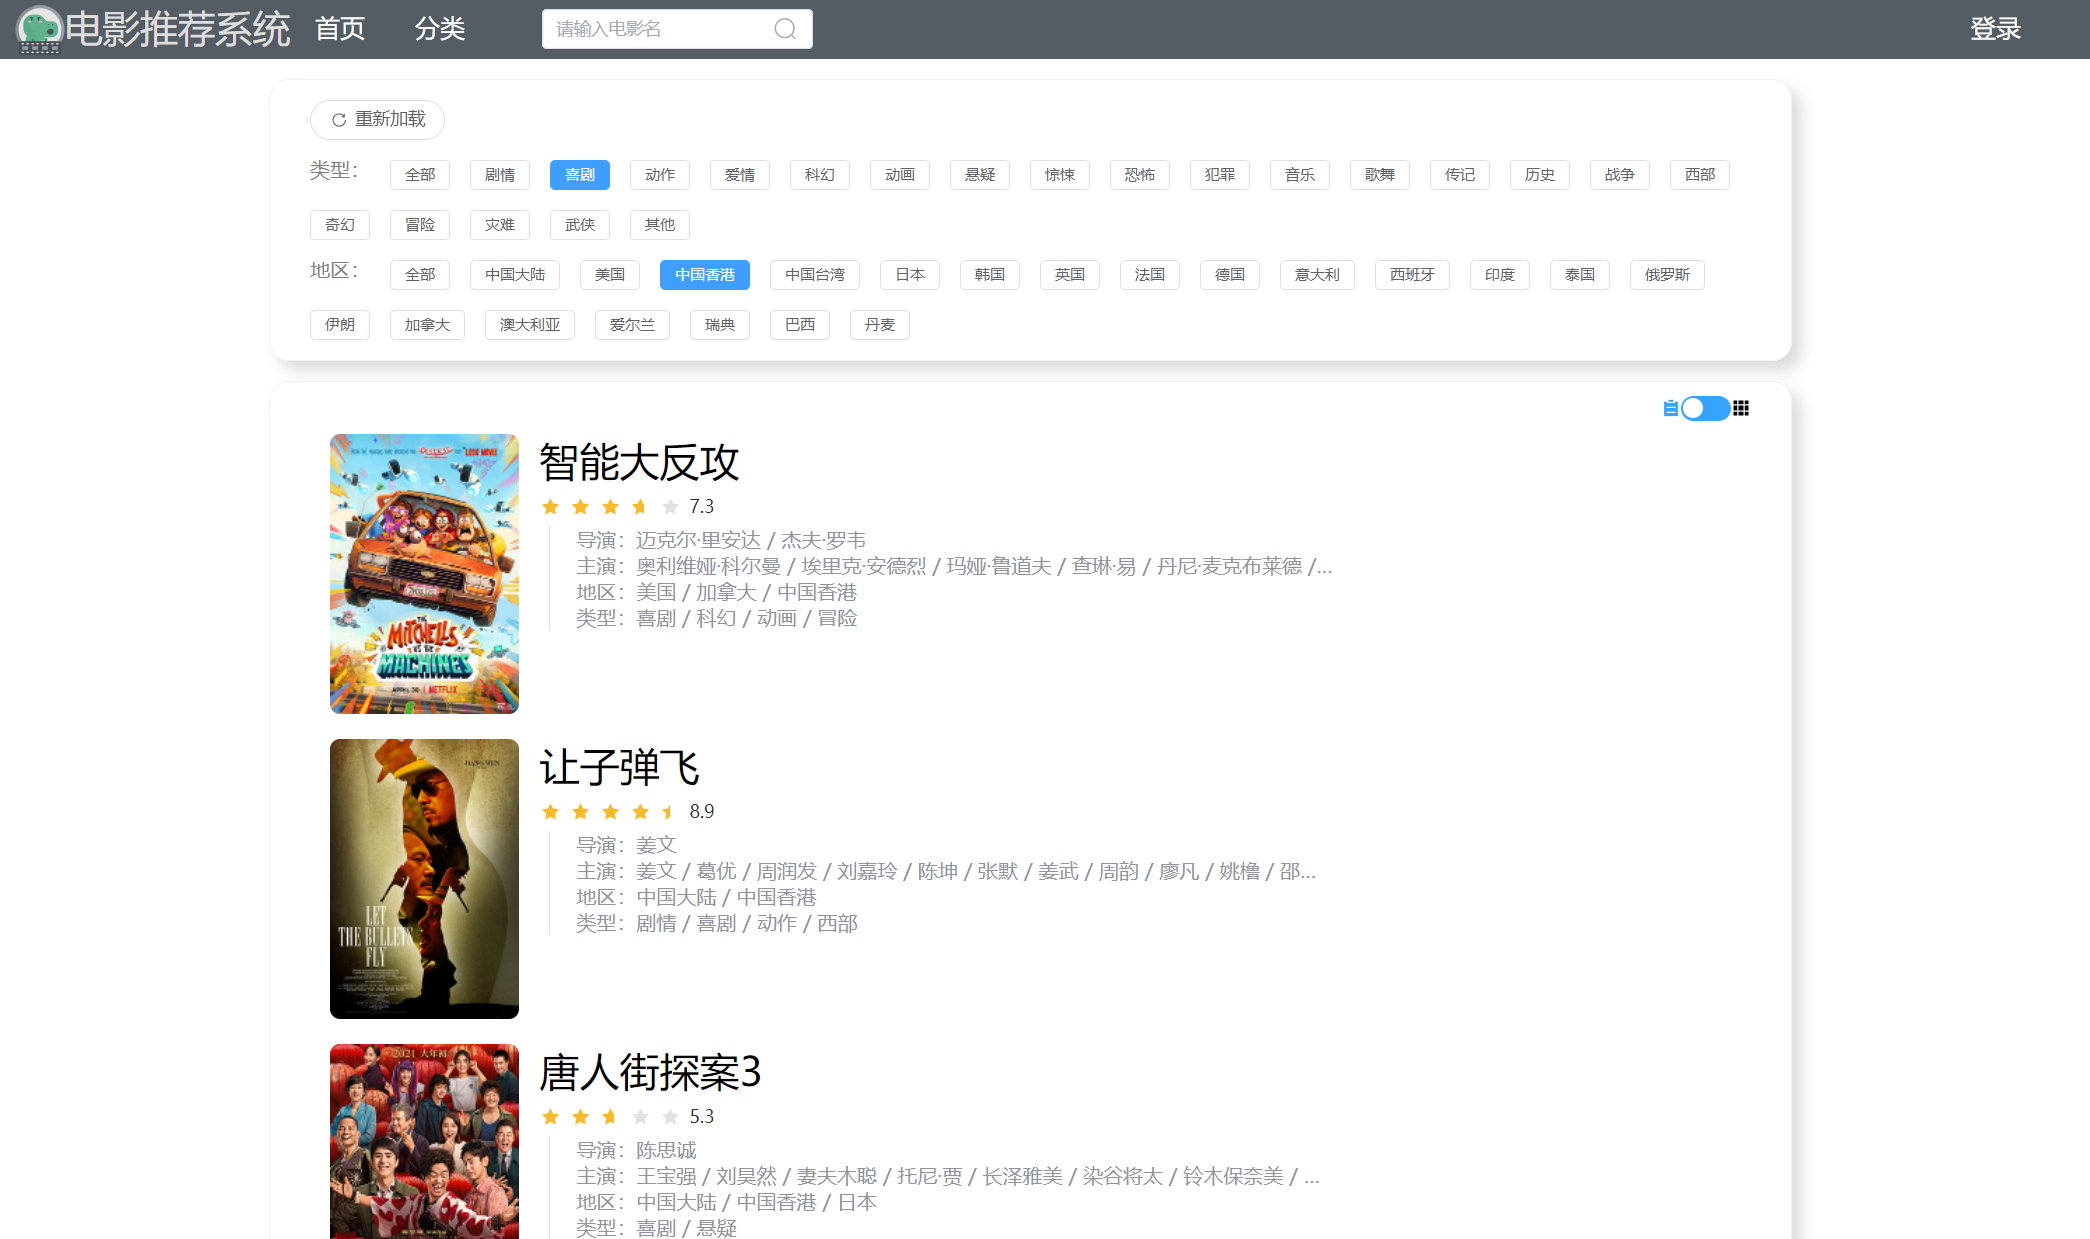 电影推荐系统 首页 分类 请输入电影名 登录
重新加载
类型： 全部 剧情 喜剧 动作 爱情 科幻 动画 悬疑 惊悚 恐怖 犯罪 音乐 歌舞 传记 历史 战争 西部
奇幻 冒险 灾难 武侠 其他
地区： 全部 中国大陆 美国 中国香港 中国台湾 日本 韩国 英国 法国 德国 意大利 西班牙 印度 泰国 俄罗斯
伊朗 加拿大 澳大利亚 爱尔兰 瑞典 巴西 丹麦
智能大反攻
7.3
导演：迈克尔·里安达 / 杰夫·罗韦
主演：奥利维娅·科尔曼 / 埃里克·安德烈 / 玛娅·鲁道夫 / 查琳·易 / 丹尼·麦克布莱德 /...
地区：美国 / 加拿大 / 中国香港
类型：喜剧 / 科幻 / 动画 / 冒险
LEGO MOVIE
THE
MITCHELLS
VS THE
MACHINES
APRIL 30 | NETFLIX
让子弹飞
8.9
导演：姜文
主演：姜文 / 葛优 / 周润发 / 刘嘉玲 / 陈坤 / 张默 / 姜武 / 周韵 / 廖凡 / 姚橹 / 邵...
地区：中国大陆 / 中国香港
类型：剧情 / 喜剧 / 动作 / 西部
JIANG WEN
LET
THE BULLETS
FLY
唐人街探案3
5.3
导演：陈思诚
主演：王宝强 / 刘昊然 / 妻夫木聪 / 托尼·贾 / 长泽雅美 / 染谷将太 / 铃木保奈美 / ...
地区：中国大陆 / 中国香港 / 日本
类型：喜剧 / 悬疑
2021 大年初一